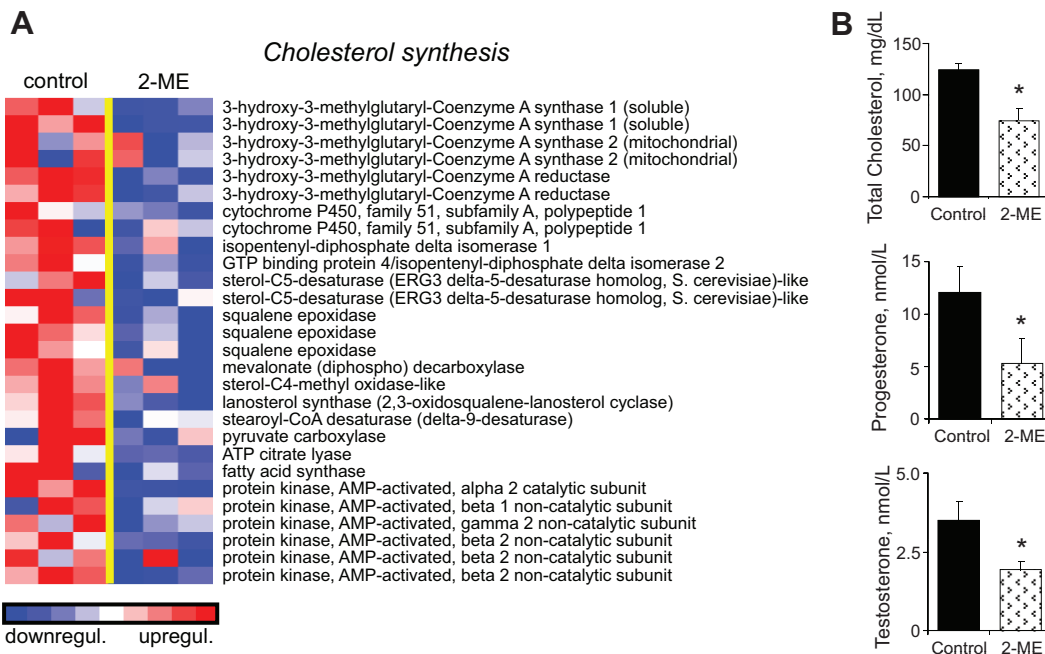 A
Cholesterol synthesis
control 2-ME
3-hydroxy-3-methylglutaryl-Coenzyme A synthase 1 (soluble)
3-hydroxy-3-methylglutaryl-Coenzyme A synthase 1 (soluble)
3-hydroxy-3-methylglutaryl-Coenzyme A synthase 2 (mitochondrial)
3-hydroxy-3-methylglutaryl-Coenzyme A synthase 2 (mitochondrial)
3-hydroxy-3-methylglutaryl-Coenzyme A reductase
3-hydroxy-3-methylglutaryl-Coenzyme A reductase
cytochrome P450, family 51, subfamily A, polypeptide 1
cytochrome P450, family 51, subfamily A, polypeptide 1
isopentenyl-diphosphate delta isomerase 1
GTP binding protein 4/isopentenyl-diphosphate delta isomerase 2
sterol-C5-desaturase (ERG3 delta-5-desaturase homolog, S. cerevisiae)-like
sterol-C5-desaturase (ERG3 delta-5-desaturase homolog, S. cerevisiae)-like
squalene epoxidase
squalene epoxidase
squalene epoxidase
mevalonate (diphospho) decarboxylase
sterol-C4-methyl oxidase-like
lanosterol synthase (2,3-oxidosqualene-lanosterol cyclase)
stearoyl-CoA desaturase (delta-9-desaturase)
pyruvate carboxylase
ATP citrate lyase
fatty acid synthase
protein kinase, AMP-activated, alpha 2 catalytic subunit
protein kinase, AMP-activated, beta 1 non-catalytic subunit
protein kinase, AMP-activated, gamma 2 non-catalytic subunit
protein kinase, AMP-activated, beta 2 non-catalytic subunit
protein kinase, AMP-activated, beta 2 non-catalytic subunit
protein kinase, AMP-activated, beta 2 non-catalytic subunit
downregul. upregul.
B
Total Cholesterol, mg/dL
150
100
50
0
*
Control 2-ME
Progesterone, nmol/L
15
10
5
0
*
Control 2-ME
Testosterone, nmol/L
5.0
2.5
0
*
Control 2-ME